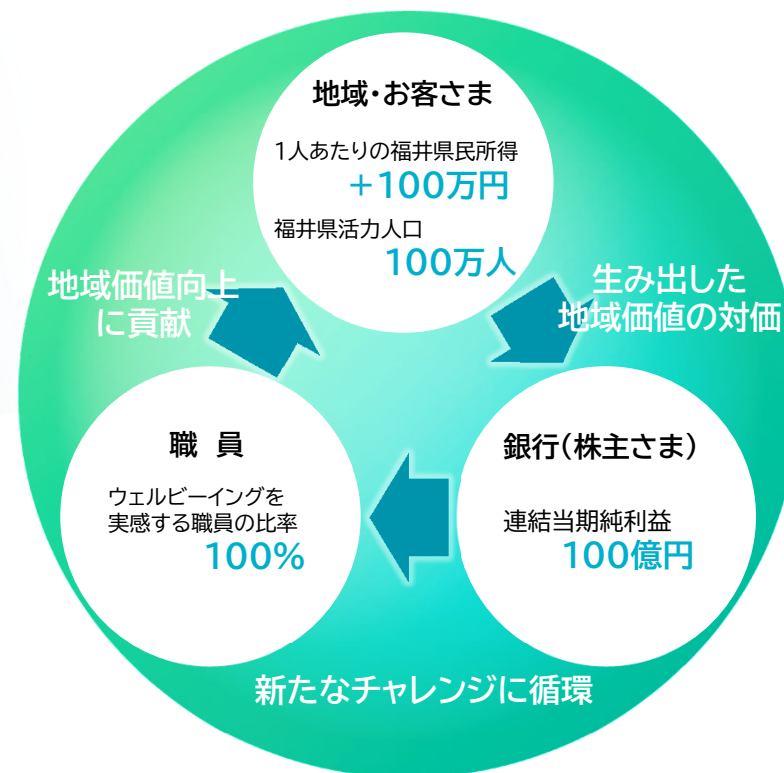 地域・お客さま
1人あたりの福井県民所得
＋100万円
福井県活力人口
100万人
地域価値向上
に貢献
生み出した
地域価値の対価
職 員
ウェルビーイングを
実感する職員の比率
100%
銀行(株主さま)
連結当期純利益
100億円
新たなチャレンジに循環